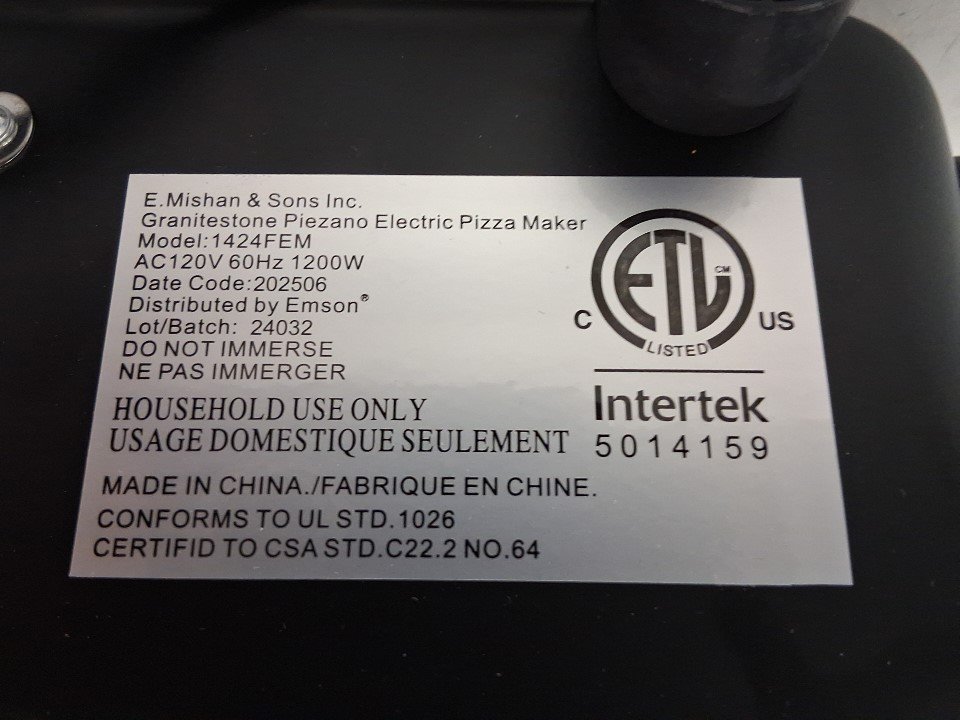 E.Mishan & Sons Inc.
Granitestone Piezano Electric Pizza Maker
Model:1424FEM
AC120V 60Hz 1200W
Date Code:202506
Distributed by Emson®
Lot/Batch: 24032
DO NOT IMMERSE
NE PAS IMMERGER
HOUSEHOLD USE ONLY
USAGE DOMESTIQUE SEULEMENT
MADE IN CHINA./FABRIQUE EN CHINE.
CONFORMS TO UL STD.1026
CERTIFID TO CSA STD.C22.2 NO.64
ETL CM
C US
LISTED
Intertek
5014159